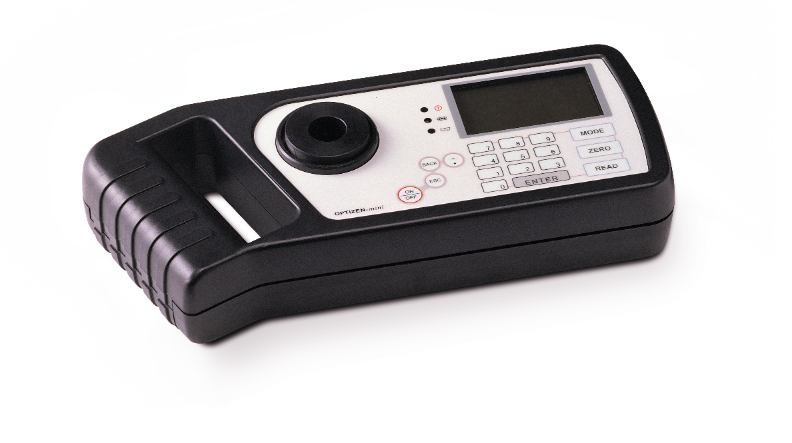 MODE
ZERO
READ
7 8 9
4 5 6
1 2 3
0 ENTER
BACK
ESC
ON
OFF
OPTIZEN-mini